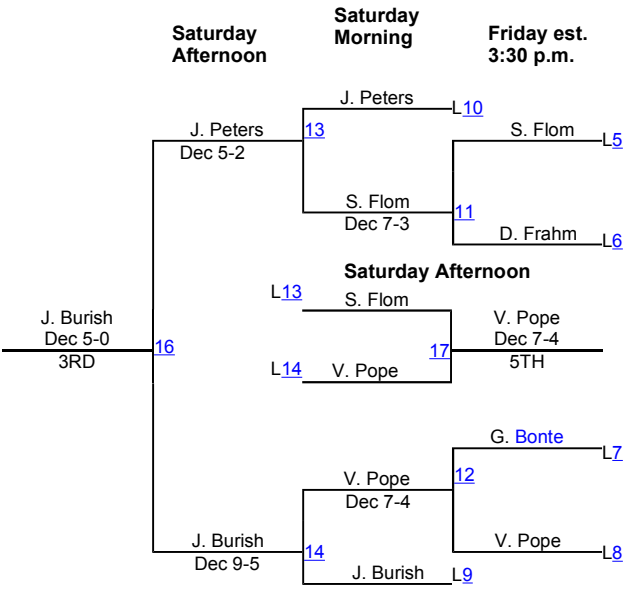 Saturday
Afternoon
Saturday
Morning
Friday est.
3:30 p.m.
J. Peters
L10
J. Peters
13
Dec 5-2
S. Flom
L5
S. Flom
11
Dec 7-3
D. Frahm
L6
Saturday Afternoon
L13
S. Flom
J. Burish
Dec 5-0
16
3RD
V. Pope
Dec 7-4
17
5TH
L14
V. Pope
G. Bonte
L7
V. Pope
12
Dec 7-4
J. Burish
14
Dec 9-5
V. Pope
L8
J. Burish
L9